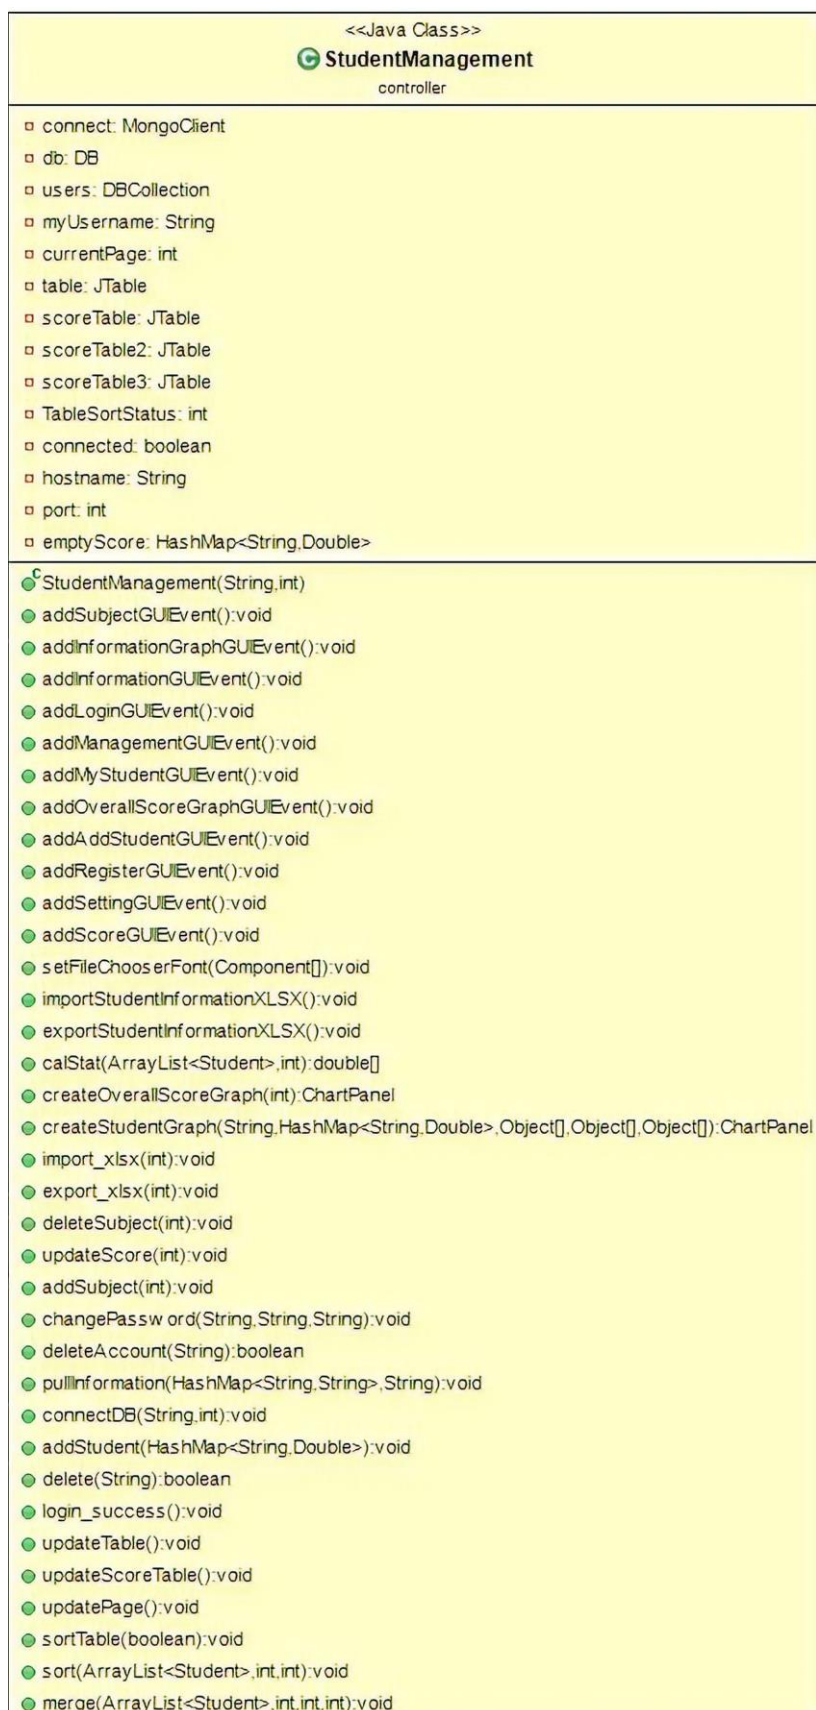 <<Java Class>>
StudentManagement
controller
connect: MongoClient
db: DB
users: DBCollection
myUsername: String
currentPage: int
table: JTable
scoreTable: JTable
scoreTable2: JTable
scoreTable3: JTable
TableSortStatus: int
connected: boolean
hostname: String
port: int
emptyScore: HashMap<String,Double>
StudentManagement(String,int)
addSubjectGUIEvent():void
addInformationGraphGUIEvent():void
addInformationGUIEvent():void
addLoginGUIEvent():void
addManagementGUIEvent():void
addMyStudentGUIEvent():void
addOverallScoreGraphGUIEvent():void
addAddStudentGUIEvent():void
addRegisterGUIEvent():void
addSettingGUIEvent():void
addScoreGUIEvent():void
setFileChooserFont(Component[]):void
importStudentInformationXLSX():void
exportStudentInformationXLSX():void
calStat(ArrayList<Student>,int):double[]
createOverallScoreGraph(int):ChartPanel
createStudentGraph(String,HashMap<String,Double>,Object[],Object[],Object[]):ChartPanel
import_xlsx(int):void
export_xlsx(int):void
deleteSubject(int):void
updateScore(int):void
addSubject(int):void
changePassword(String,String,String):void
deleteAccount(String):boolean
pullInformation(HashMap<String,String>,String):void
connectDB(String,int):void
addStudent(HashMap<String,Double>):void
delete(String):boolean
login_success():void
updateTable():void
updateScoreTable():void
updatePage():void
sortTable(boolean):void
sort(ArrayList<Student>,int,int):void
merge(ArrayList<Student>,int,int,int):void